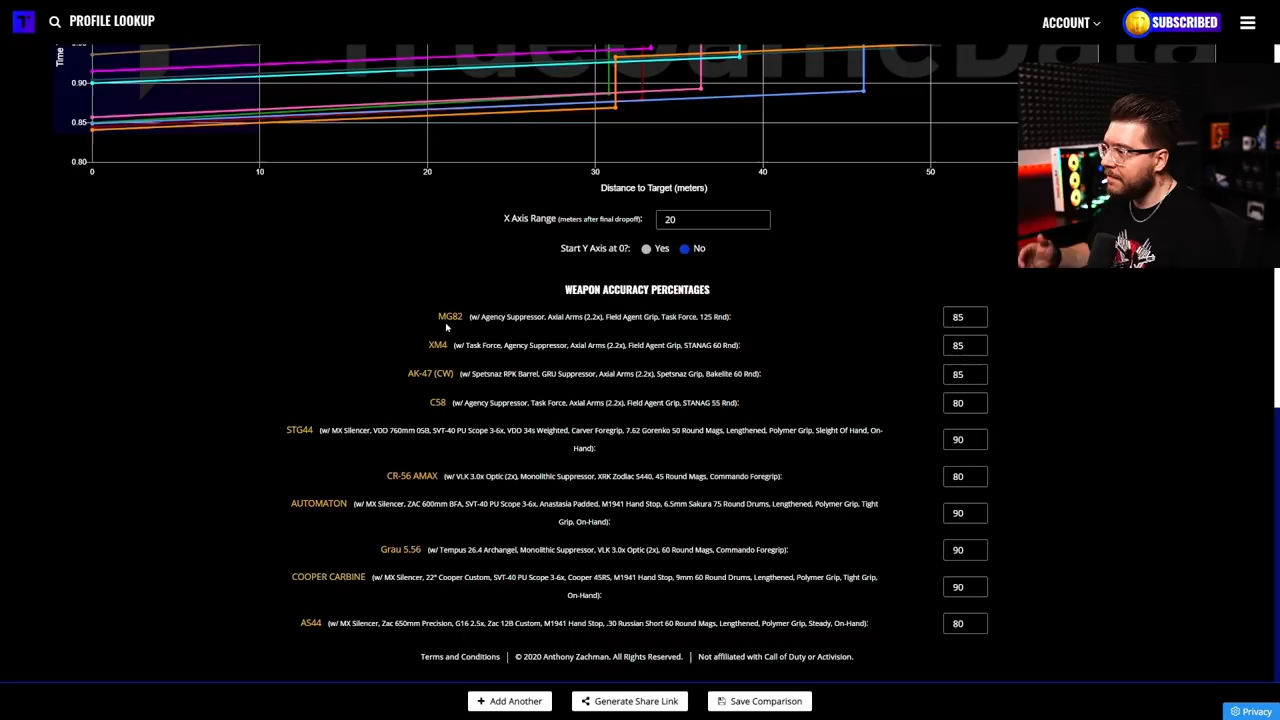 T PROFILE LOOKUP
ACCOUNT
SUBSCRIBED
TrueGameData
Time
0.90
0.85
0.80
0 10 20 30 40 50
Distance to Target (meters)
X Axis Range (meters after final dropoff): 20
Start Y Axis at 0?: Yes No
WEAPON ACCURACY PERCENTAGES
MG82 (w/ Agency Suppressor, Axial Arms (2.2x), Field Agent Grip, Task Force, 125 Rnd): 85
XM4 (w/ Task Force, Agency Suppressor, Axial Arms (2.2x), Field Agent Grip, STANAG 60 Rnd): 85
AK-47 (CW) (w/ Spetsnaz RPK Barrel, GRU Suppressor, Axial Arms (2.2x), Spetsnaz Grip, Bakelite 60 Rnd): 85
C58 (w/ Agency Suppressor, Task Force, Axial Arms (2.2x), Field Agent Grip, STANAG 55 Rnd): 80
STG44 (w/ MX Silencer, VDD 760mm 05B, SVT-40 PU Scope 3-6x, VDD 34s Weighted, Carver Foregrip, 7.62 Gorenko 50 Round Mags, Lengthened, Polymer Grip, Sleight Of Hand, On-
Hand): 90
CR-56 AMAX (w/ VLK 3.0x Optic (2x), Monolithic Suppressor, XRK Zodiac S440, 45 Round Mags, Commando Foregrip): 80
AUTOMATON (w/ MX Silencer, ZAC 600mm BFA, SVT-40 PU Scope 3-6x, Anastasia Padded, M1941 Hand Stop, 6.5mm Sakura 75 Round Drums, Lengthened, Polymer Grip, Tight
Grip, On-Hand): 90
Grau 5.56 (w/ Tempus 26.4 Archangel, Monolithic Suppressor, VLK 3.0x Optic (2x), 60 Round Mags, Commando Foregrip): 90
COOPER CARBINE (w/ MX Silencer, 22" Cooper Custom, SVT-40 PU Scope 3-6x, Cooper 45RS, M1941 Hand Stop, 9mm 60 Round Drums, Lengthened, Polymer Grip, Tight Grip,
On-Hand): 90
AS44 (w/ MX Silencer, Zac 650mm Precision, G16 2.5x, Zac 12B Custom, M1941 Hand Stop, .30 Russian Short 60 Round Mags, Lengthened, Polymer Grip, Steady, On-Hand): 80
Terms and Conditions | © 2020 Anthony Zachman. All Rights Reserved. | Not affiliated with Call of Duty or Activision.
+ Add Another
Generate Share Link
Save Comparison
Privacy